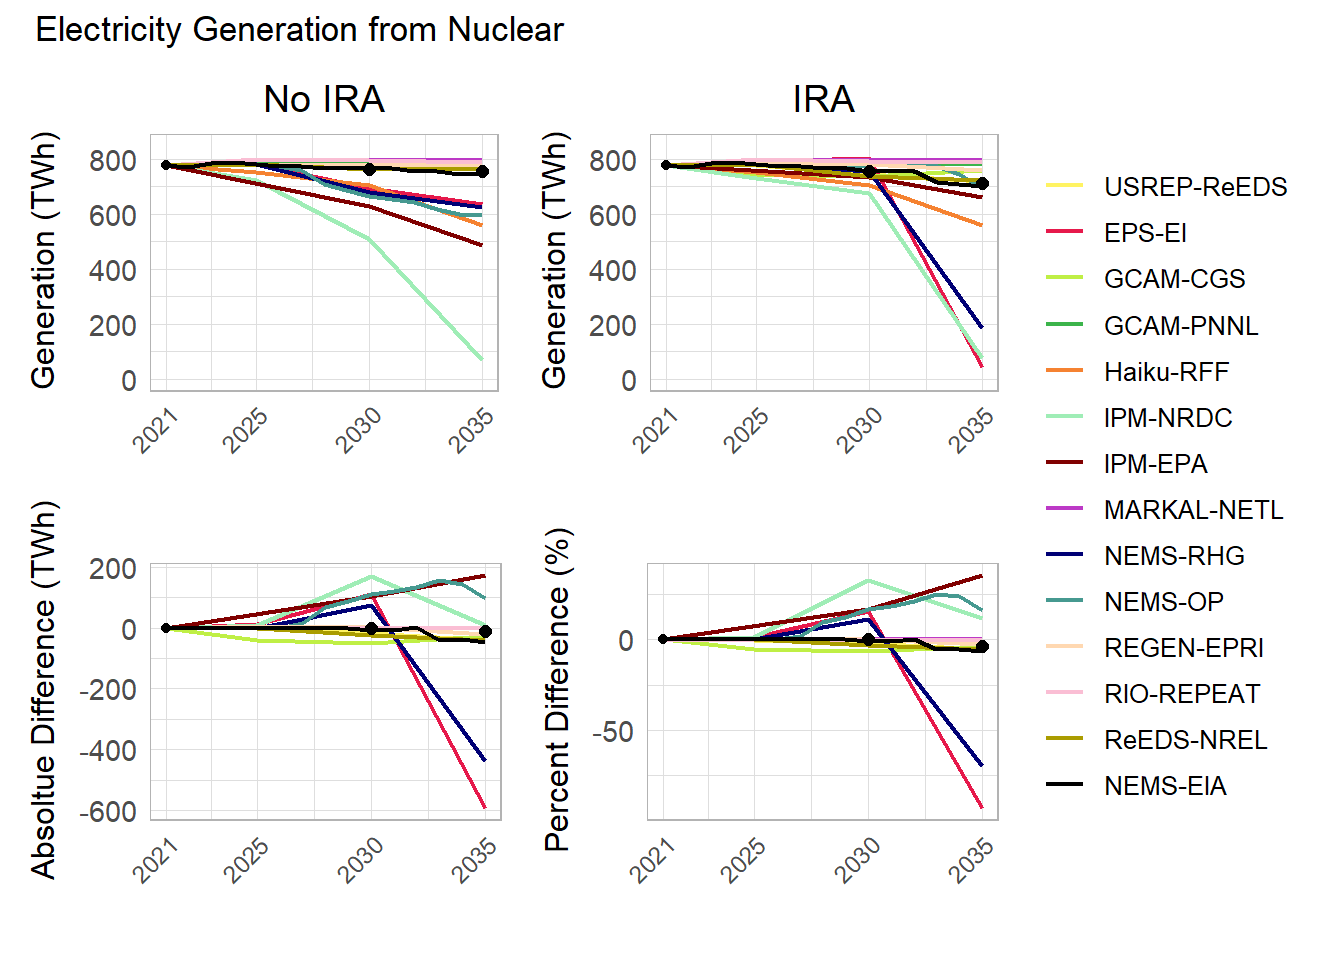 Electricity Generation from Nuclear
No IRA
IRA
Generation (TWh)
800
600
400
200
0
2021
2025
2030
2035
Generation (TWh)
800
600
400
200
0
2021
2025
2030
2035
Absoltue Difference (TWh)
200
0
-200
-400
-600
2021
2025
2030
2035
Percent Difference (%)
0
-50
2021
2025
2030
2035
USREP-ReEDS
EPS-EI
GCAM-CGS
GCAM-PNNL
Haiku-RFF
IPM-NRDC
IPM-EPA
MARKAL-NETL
NEMS-RHG
NEMS-OP
REGEN-EPRI
RIO-REPEAT
ReEDS-NREL
NEMS-EIA